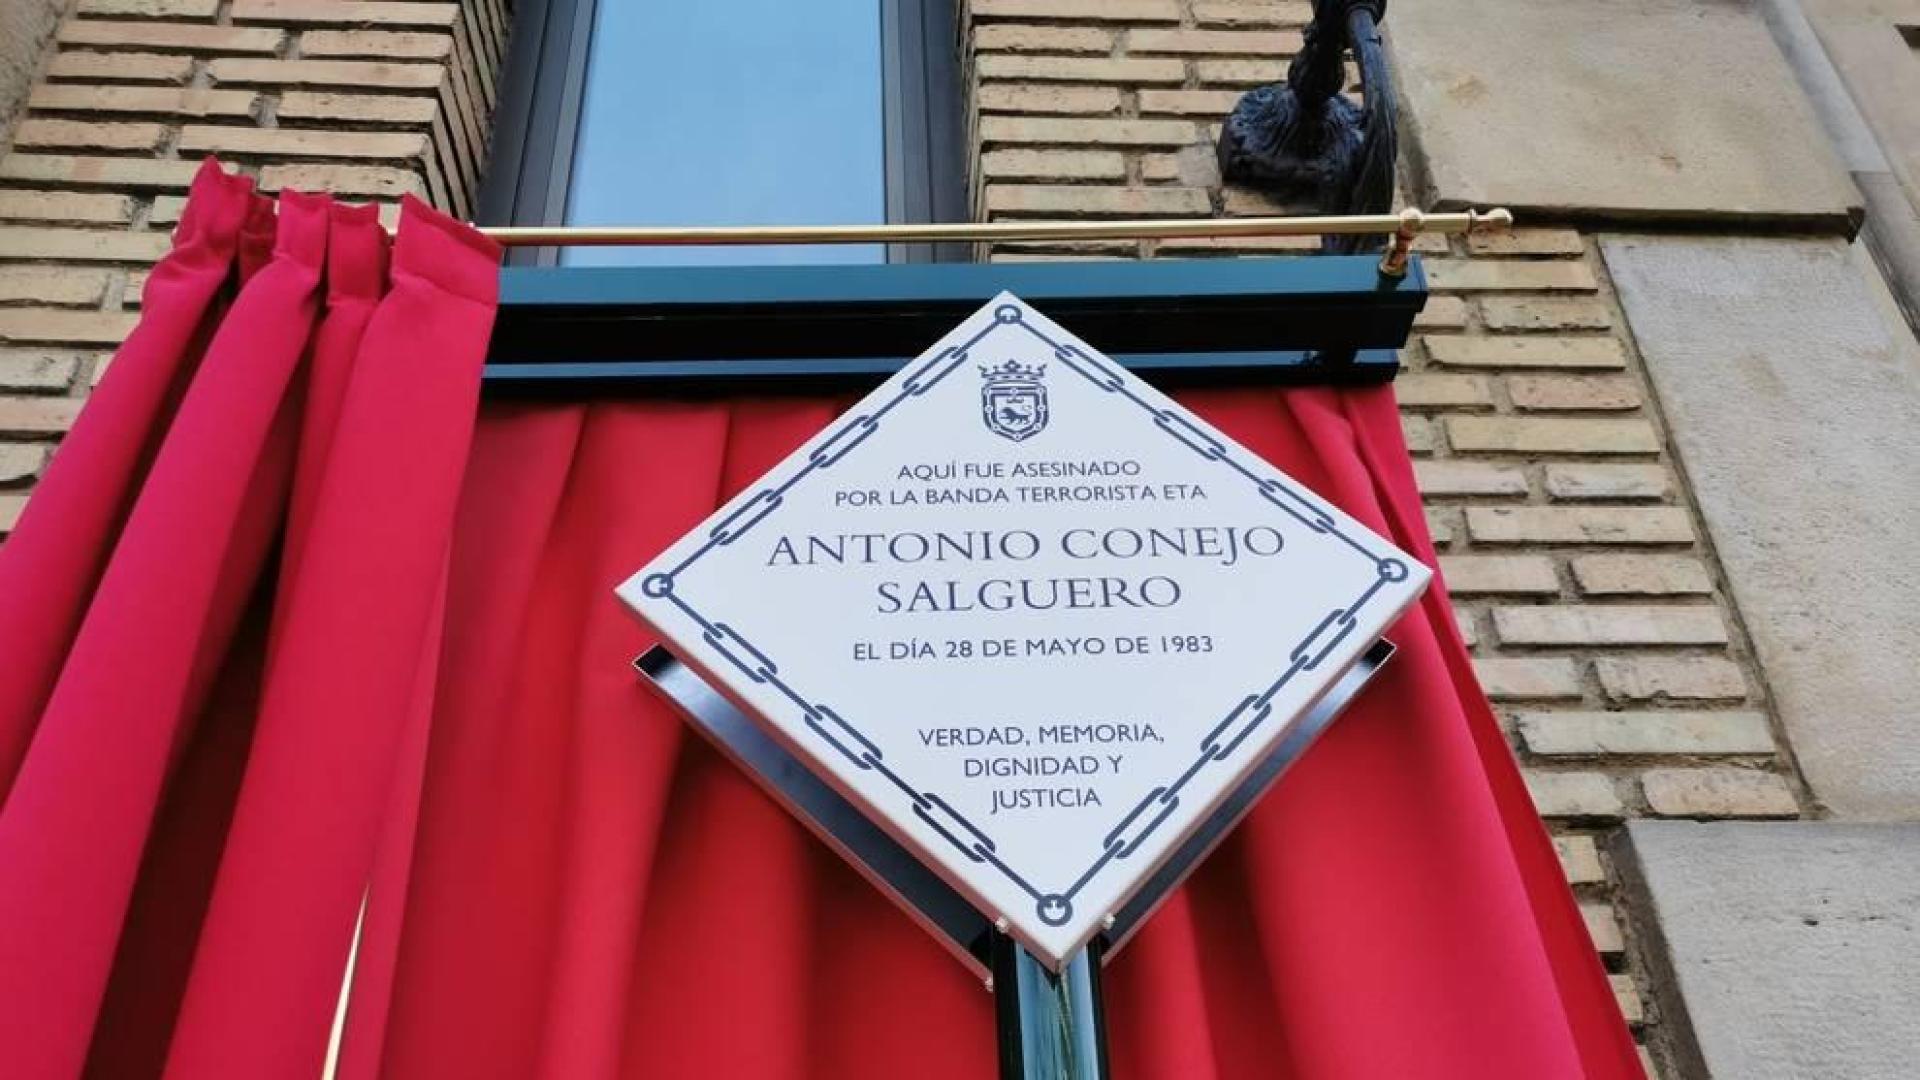 AQUÍ FUE ASESINADO
POR LA BANDA TERRORISTA ETA
ANTONIO CONEJO
SALGUERO
EL DÍA 28 DE MAYO DE 1983
VERDAD, MEMORIA,
DIGNIDAD Y
JUSTICIA